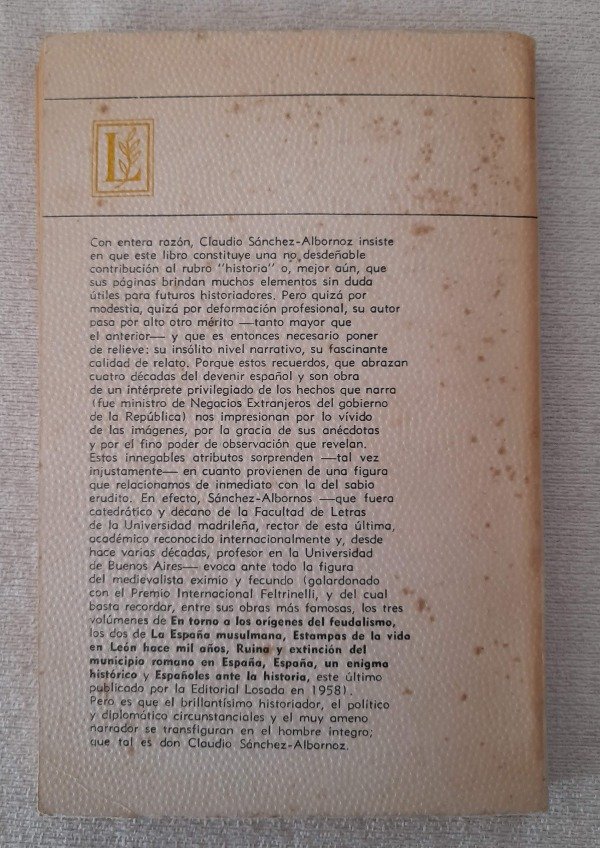 L
Con entera razón, Claudio Sánchez-Albornoz insiste
en que este libro constituye una no desdeñable
contribución al rubro "historia" o, mejor aún, que
sus páginas brindan muchos elementos sin duda
útiles para futuros historiadores. Pero quizá por
modestia, quizá por deformación profesional, su autor
pasa por alto otro mérito —tanto mayor que
el anterior— y que es entonces necesario poner
de relieve: su insólito nivel narrativo, su fascinante
calidad de relato. Porque estos recuerdos, que abrazan
cuatro décadas del devenir español y son obra
de un intérprete privilegiado de los hechos que narra
(fue ministro de Negacios Extranjeros del gobierno
de la República) nos impresionan por lo vívido
de las imágenes, por la gracia de sus anécdotas
y por el fino poder de observación que revelan.
Estos innegables atributos sorprenden —tal vez
injustamente— en cuanto provienen de una figura
que relacionamos de inmediato con la del sabio
erudito. En efecto, Sánchez-Albornos —que fuera
catedrático y decano de la Facultad de Letras
de la Universidad madrileña, rector de esta última,
académico reconocido internacionalmente y, desde
hace varias décadas, profesor en la Universidad
de Buenos Aires— evoca ante todo la figura
del medievalista eximio y fecundo (galardonado
con el Premio Internacional Feltrinelli, y del cual
basta recordar, entre sus obras más famosas, los tres
volúmenes de En torno a los orígenes del feudalismo,
los dos de La España musulmana, Estampas de la vida
en León hace mil años, Ruina y extinción del
municipio romano en España, España, un enigma
histórico y Españoles ante la historia, este último
publicado por la Editorial Losada en 1958).
Pero es que el brillantísimo historiador, el político
y diplomático circunstanciales y el muy ameno
narrador se transfiguran en el hombre íntegro;
que tal es don Claudio Sánchez-Albornoz.